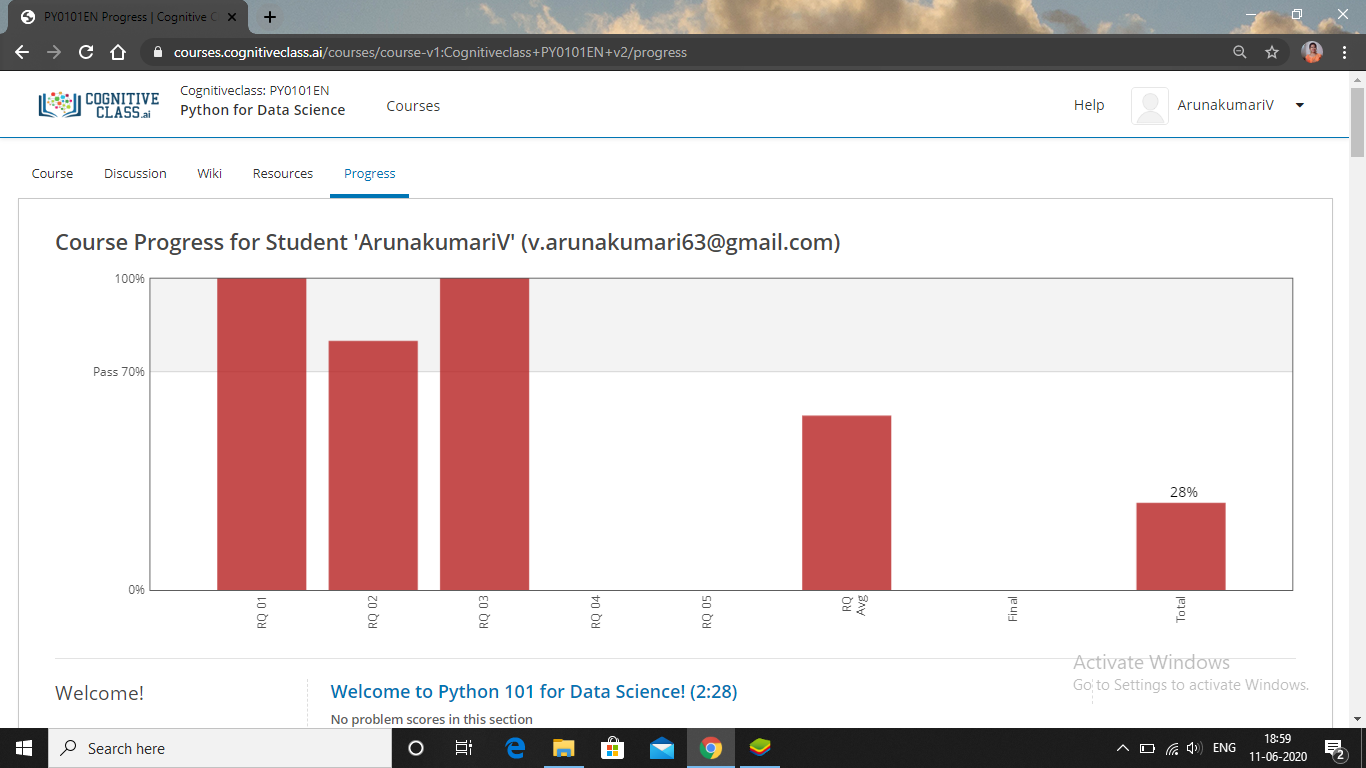 PY0101EN Progress | Cognitive C
courses.cognitiveclass.ai/courses/course-v1:Cognitiveclass+PY0101EN+v2/progress
COGNITIVE
CLASS.ai
Cognitiveclass: PY0101EN
Python for Data Science
Courses
Help
ArunakumariV
Course
Discussion
Wiki
Resources
Progress
Course Progress for Student 'ArunakumariV' (v.arunakumari63@gmail.com)
100%
Pass 70%
0%
28%
RQ 01
RQ 02
RQ 03
RQ 04
RQ 05
RQ
Avg
Final
Total
Activate Windows
Go to Settings to activate Windows.
Welcome!
Welcome to Python 101 for Data Science! (2:28)
No problem scores in this section
Search here
ENG
18:59
11-06-2020
2